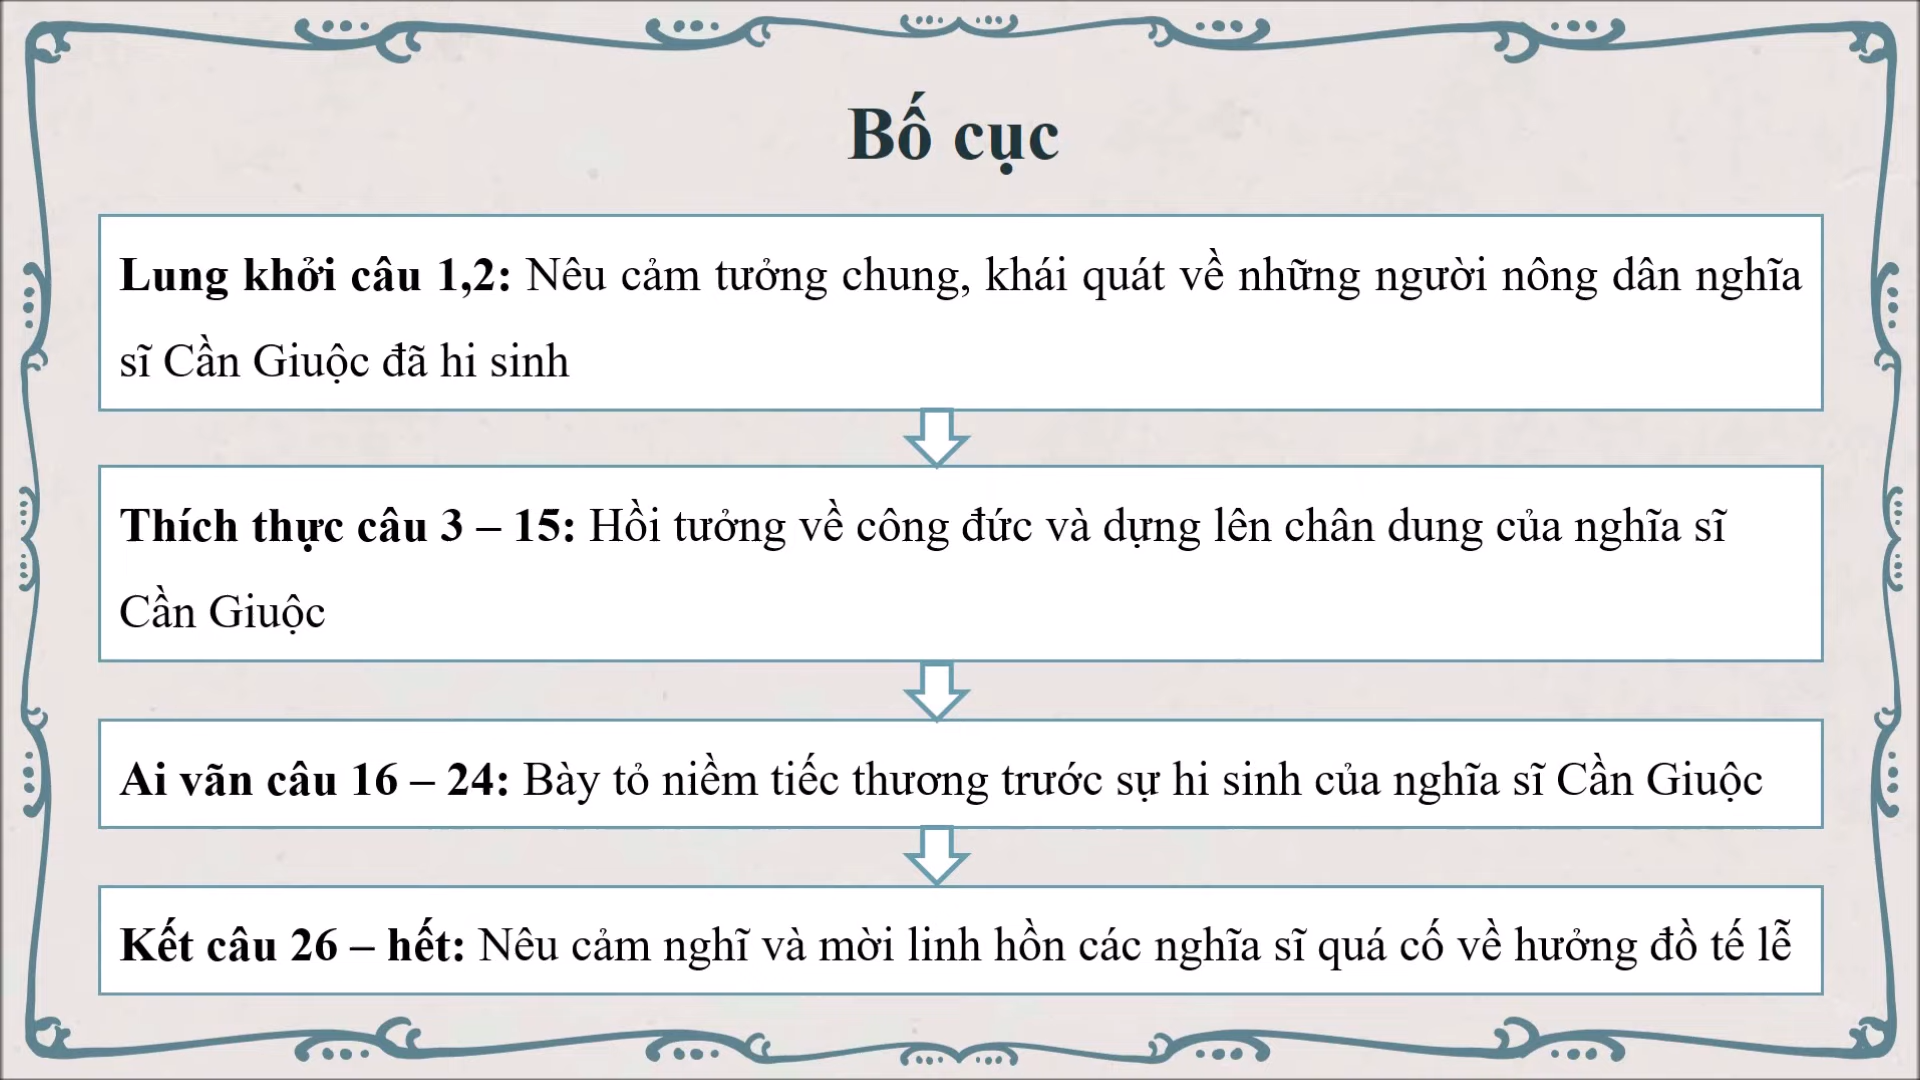 Bố cục
Lung khởi câu 1,2: Nêu cảm tưởng chung, khái quát về những người nông dân nghĩa
sĩ Cần Giuộc đã hi sinh
Thích thực câu 3 – 15: Hồi tưởng về công đức và dựng lên chân dung của nghĩa sĩ
Cần Giuộc
Ai vãn câu 16 – 24: Bày tỏ niềm tiếc thương trước sự hi sinh của nghĩa sĩ Cần Giuộc
Kết câu 26 – hết: Nêu cảm nghĩ và mời linh hồn các nghĩa sĩ quá cố về hưởng đồ tế lễ